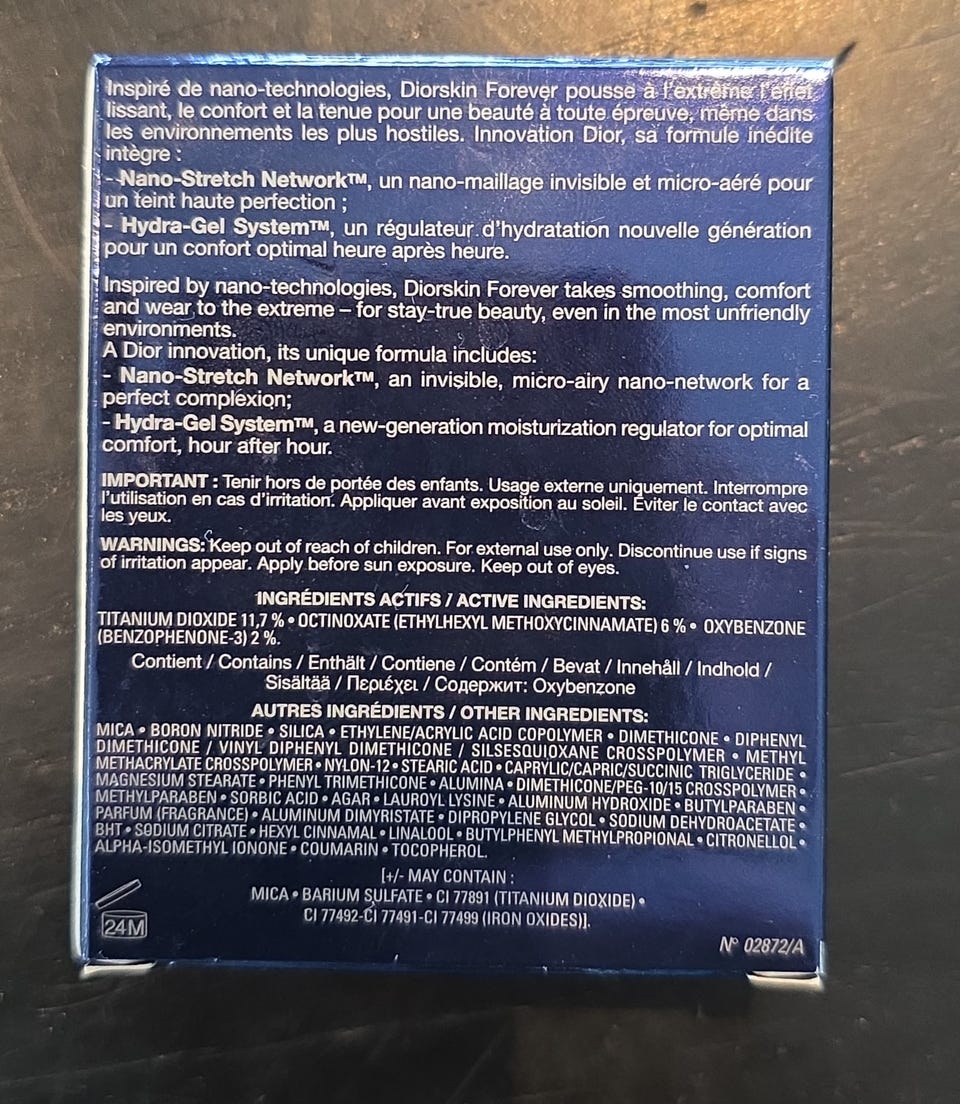 Inspiré de nano-technologies, Diorskin Forever pousse à l'extrême l'effet
lissant, le confort et la tenue pour une beauté à toute épreuve, même dans
les environnements les plus hostiles. Innovation Dior, sa formule inédite
intègre :
- Nano-Stretch Network™, un nano-maillage invisible et micro-aéré pour
un teint haute perfection ;
- Hydra-Gel System™, un régulateur d'hydratation nouvelle génération
pour un confort optimal heure après heure.
Inspired by nano-technologies, Diorskin Forever takes smoothing, comfort
and wear to the extreme – for stay-true beauty, even in the most unfriendly
environments.
A Dior innovation, its unique formula includes:
- Nano-Stretch Network™, an invisible, micro-airy nano-network for a
perfect complexion;
- Hydra-Gel System™, a new-generation moisturization regulator for optimal
comfort, hour after hour.
IMPORTANT : Tenir hors de portée des enfants. Usage externe uniquement. Interrompre
l'utilisation en cas d'irritation. Appliquer avant exposition au soleil. Éviter le contact avec
les yeux.
WARNINGS: Keep out of reach of children. For external use only. Discontinue use if signs
of irritation appear. Apply before sun exposure. Keep out of eyes.
INGRÉDIENTS ACTIFS / ACTIVE INGREDIENTS:
TITANIUM DIOXIDE 11,7 % • OCTINOXATE (ETHYLHEXYL METHOXYCINNAMATE) 6 % • OXYBENZONE
(BENZOPHENONE-3) 2 %.
Contient / Contains / Enthält / Contiene / Contém / Bevat / Innehåll / Indhold /
Sisältää / Περιέχει / Содержит: Oxybenzone
AUTRES INGRÉDIENTS / OTHER INGREDIENTS:
MICA • BORON NITRIDE • SILICA • ETHYLENE/ACRYLIC ACID COPOLYMER • DIMETHICONE • DIPHENYL
DIMETHICONE / VINYL DIPHENYL DIMETHICONE / SILSESQUIOXANE CROSSPOLYMER • METHYL
METHACRYLATE CROSSPOLYMER • NYLON-12 • STEARIC ACID • CAPRYLIC/CAPRIC/SUCCINIC TRIGLYCERIDE •
MAGNESIUM STEARATE • PHENYL TRIMETHICONE • ALUMINA • DIMETHICONE/PEG-10/15 CROSSPOLYMER •
METHYLPARABEN • SORBIC ACID • AGAR • LAUROYL LYSINE • ALUMINUM HYDROXIDE • BUTYLPARABEN •
PARFUM (FRAGRANCE) • ALUMINUM DIMYRISTATE • DIPROPYLENE GLYCOL • SODIUM DEHYDROACETATE •
BHT • SODIUM CITRATE • HEXYL CINNAMAL • LINALOOL • BUTYLPHENYL METHYLPROPIONAL • CITRONELLOL •
ALPHA-ISOMETHYL IONONE • COUMARIN • TOCOPHEROL.
[+/- MAY CONTAIN :
MICA • BARIUM SULFATE • CI 77891 (TITANIUM DIOXIDE) •
CI 77492-CI 77491-CI 77499 (IRON OXIDES)].
24M
N° 02872/A